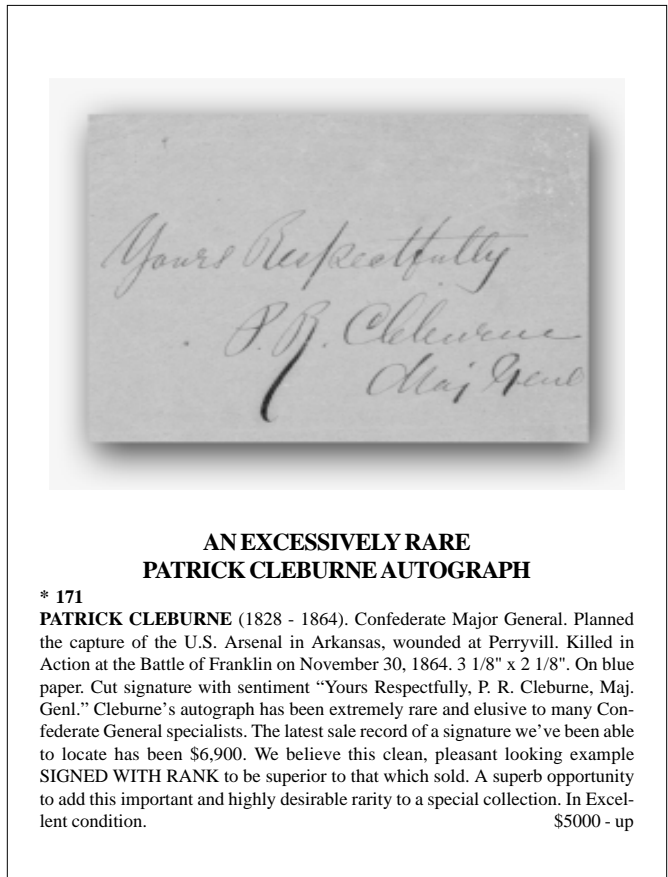 Yours Respectfully
P. R. Cleburne
Maj Genl
AN EXCESSIVELY RARE
PATRICK CLEBURNE AUTOGRAPH
* 171
PATRICK CLEBURNE (1828 - 1864). Confederate Major General. Planned
the capture of the U.S. Arsenal in Arkansas, wounded at Perryvill. Killed in
Action at the Battle of Franklin on November 30, 1864. 3 1/8" x 2 1/8". On blue
paper. Cut signature with sentiment “Yours Respectfully, P. R. Cleburne, Maj.
Genl.” Cleburne’s autograph has been extremely rare and elusive to many Con-
federate General specialists. The latest sale record of a signature we’ve been able
to locate has been $6,900. We believe this clean, pleasant looking example
SIGNED WITH RANK to be superior to that which sold. A superb opportunity
to add this important and highly desirable rarity to a special collection. In Excel-
lent condition. $5000 - up